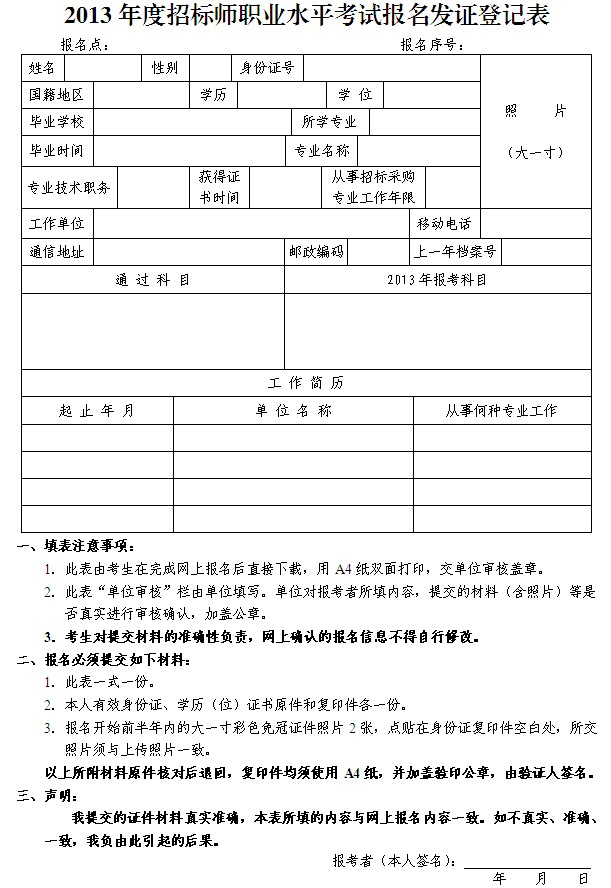 2013 年度招标师职业水平考试报名发证登记表
报名点： 报名序号：
姓名 性别 身份证号
国籍地区 学历 学 位
照 片
毕业学校 所学专业
毕业时间 专业名称
（大一寸）
专业技术职务 获得证书时间 从事招标采购专业工作年限
工作单位 移动电话
通信地址 邮政编码 上一年档案号
通 过 科 目 2013 年报考科目
工 作 简 历
起 止 年 月 单 位 名 称 从事何种专业工作
一、填表注意事项：
1. 此表由考生在完成网上报名后直接下载，用 A4 纸双面打印，交单位审核盖章。
2. 此表“单位审核”栏由单位填写。单位对报考者所填内容，提交的材料（含照片）等是
否真实进行审核确认，加盖公章。
3. 考生对提交材料的准确性负责，网上确认的报名信息不得自行修改。
二、报名必须提交如下材料：
1. 此表一式一份。
2. 本人有效身份证、学历（位）证书原件和复印件各一份。
3. 报名开始前半年内的大一寸彩色免冠证件照片 2 张，点贴在身份证复印件空白处，所交
照片须与上传照片一致。
以上所附材料原件核对后退回，复印件均须使用 A4 纸，并加盖验印公章，由验证人签名。
三、声明：
我提交的证件材料真实准确，本表所填的内容与网上报名内容一致。如不真实、准确、
一致，我负由此引起的后果。
报考者（本人签名）：
年 月 日